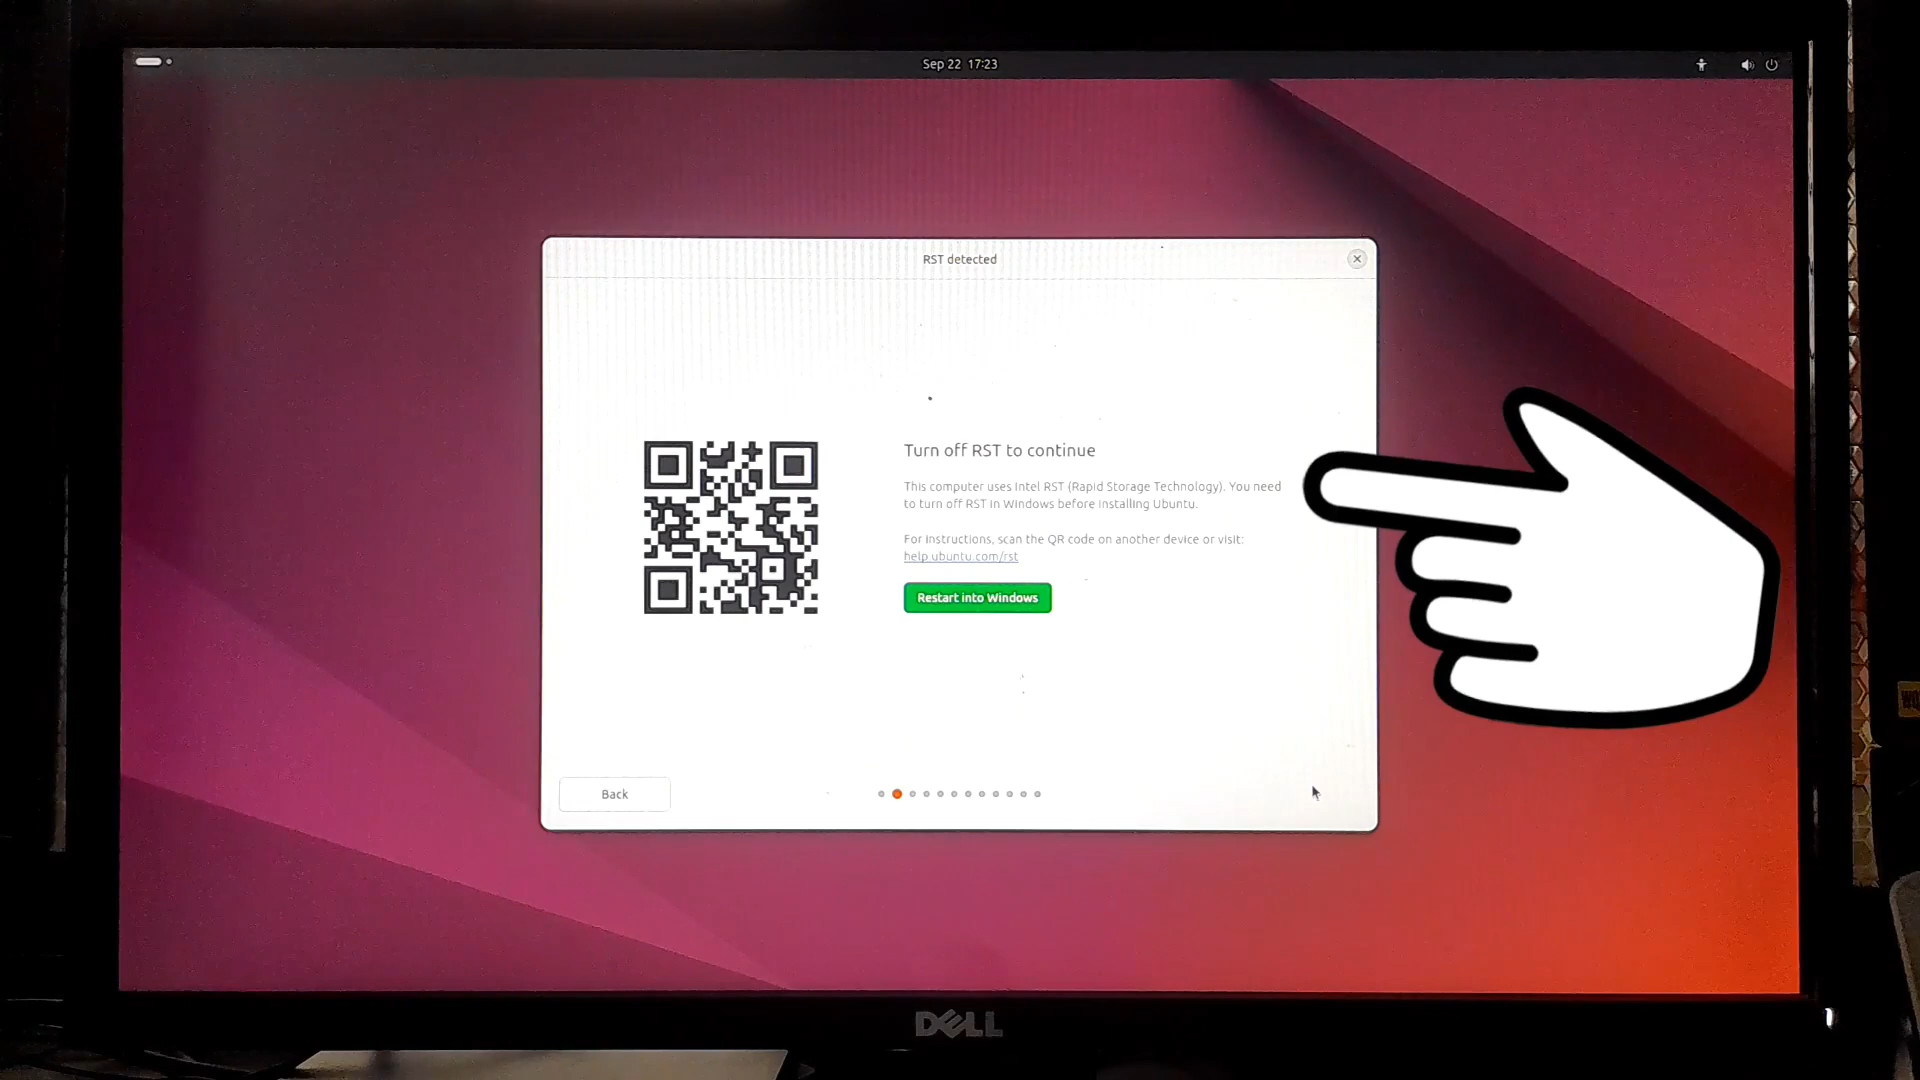 Sep 22 17:23
RST detected
Turn off RST to continue
This computer uses Intel RST (Rapid Storage Technology). You need
to turn off RST in Windows before installing Ubuntu.
For instructions, scan the QR code on another device or visit:
help.ubuntu.com/rst
Restart into Windows
Back
DELL